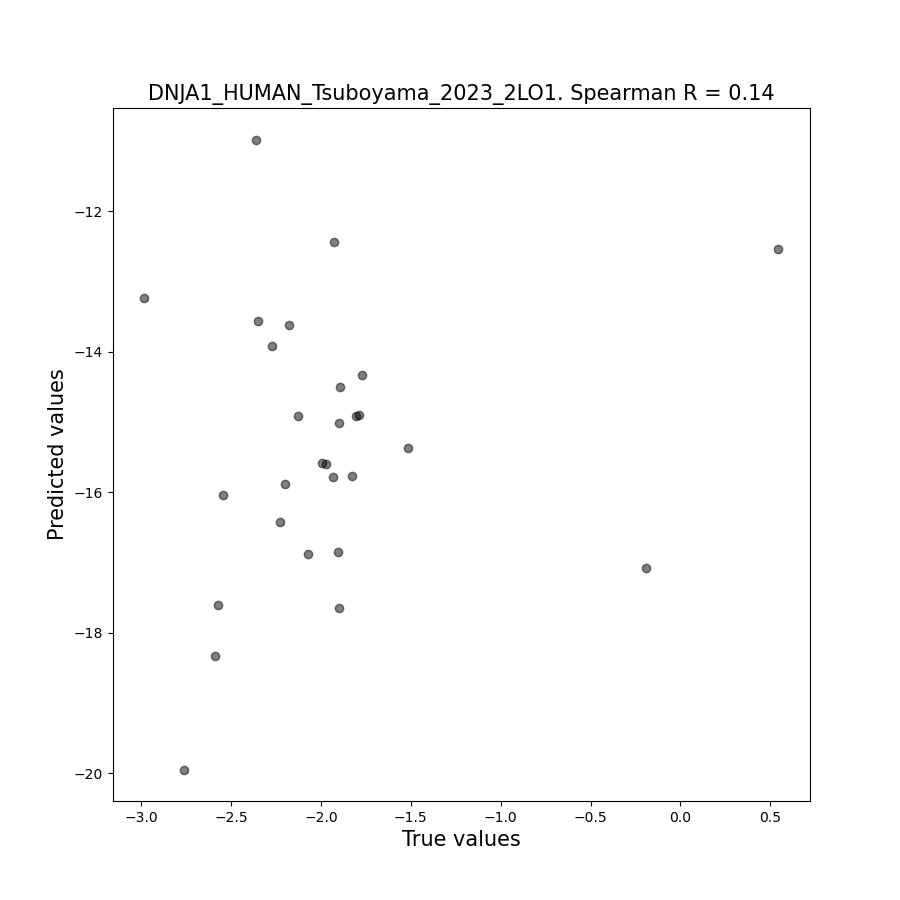 DNJA1_HUMAN_Tsuboyama_2023_2LO1. Spearman R = 0.14
−12
−14
−16
−18
−20
Predicted values
−3.0 −2.5 −2.0 −1.5 −1.0 −0.5 0.0 0.5
True values